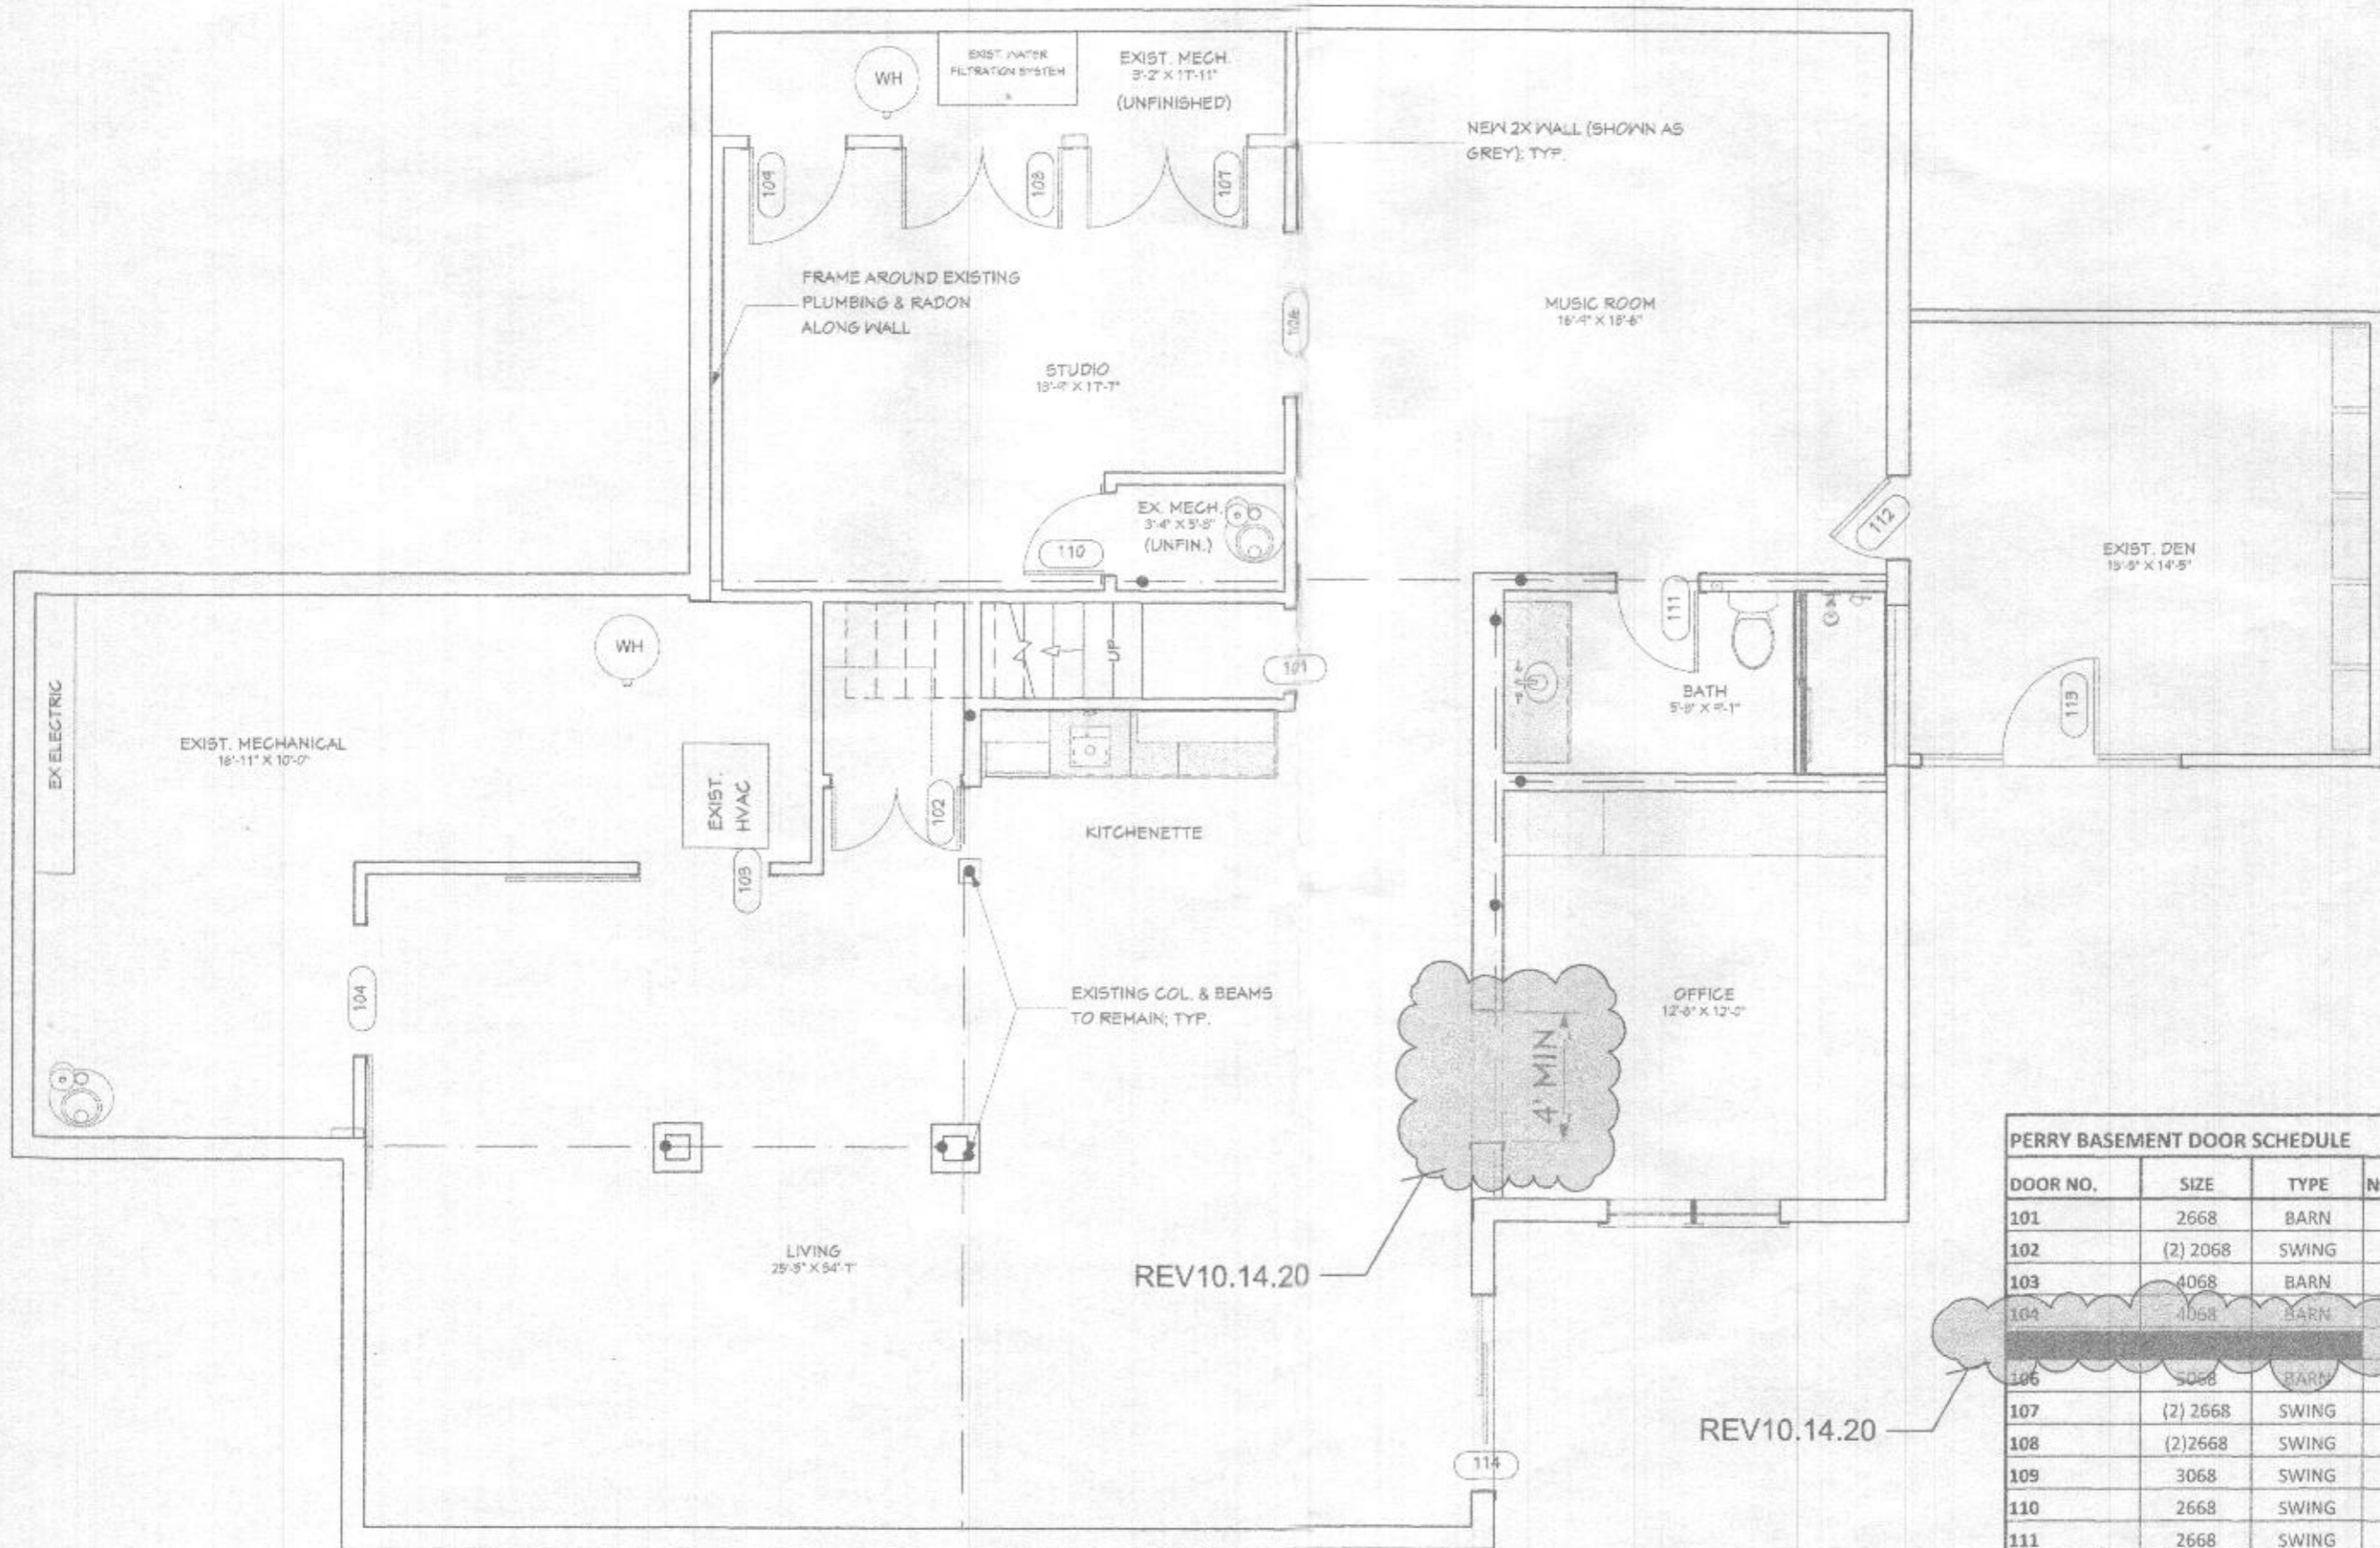 WH
EXIST. WATER
FILTRATION SYSTEM
EXIST. MECH.
3'-2" X 17'-11"
(UNFINISHED)
NEW 2X WALL (SHOWN AS
GREY); TYP.
109
108
107
FRAME AROUND EXISTING
PLUMBING & RADON
ALONG WALL
106
MUSIC ROOM
STUDIO
EX. MECH.
(UNFIN.)
110
112
EXIST. DEN
WH
UP
101
111
BATH
113
EX ELECTRIC
EXIST. MECHANICAL
EXIST.
HVAC
102
KITCHENETTE
103
104
EXISTING COL. & BEAMS
TO REMAIN; TYP.
OFFICE
4' MIN
LIVING
REV10.14.20
114
REV10.14.20
PERRY BASEMENT DOOR SCHEDULE
DOOR NO. SIZE TYPE N
101 2668 BARN
102 (2) 2068 SWING
103 4068 BARN
104 4068 BARN
106 5068 BARN
107 (2) 2668 SWING
108 (2)2668 SWING
109 3068 SWING
110 2668 SWING
111 2668 SWING